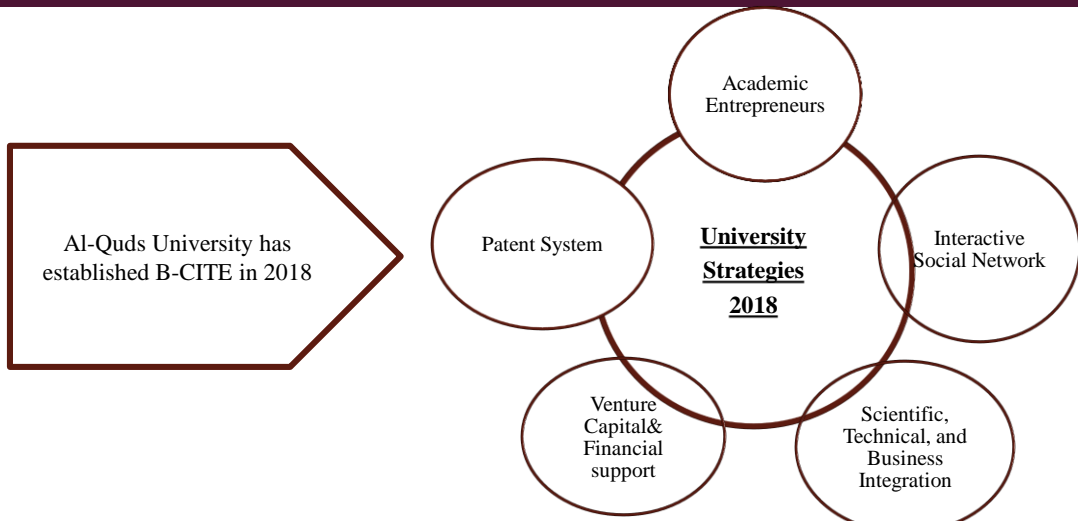 Al-Quds University has
established B-CITE in 2018
Academic
Entrepreneurs
Patent System
University
Strategies
2018
Interactive
Social Network
Venture
Capital&
Financial
support
Scientific,
Technical, and
Business
Integration